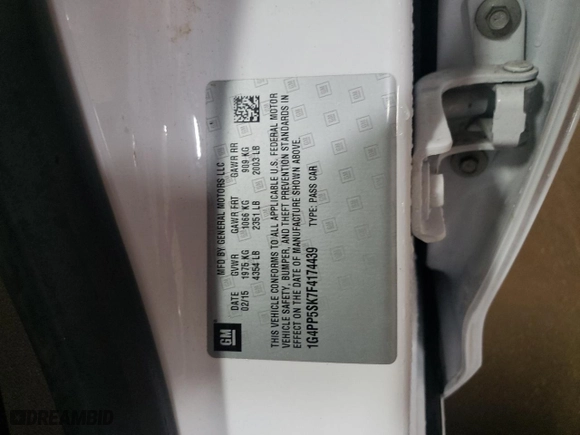 MFD BY GENERAL MOTORS LLC
DATE GVWR GAWR FRT GAWR RR
02/15 1975 KG 1066 KG 909 KG
4354 LB 2351 LB 2003 LB
THIS VEHICLE CONFORMS TO ALL APPLICABLE U.S. FEDERAL MOTOR
VEHICLE SAFETY, BUMPER, AND THEFT PREVENTION STANDARDS IN
EFFECT ON THE DATE OF MANUFACTURE SHOWN ABOVE.
1G4PP5SK7F4174439 TYPE: PASS CAR
GM
DREAMBID